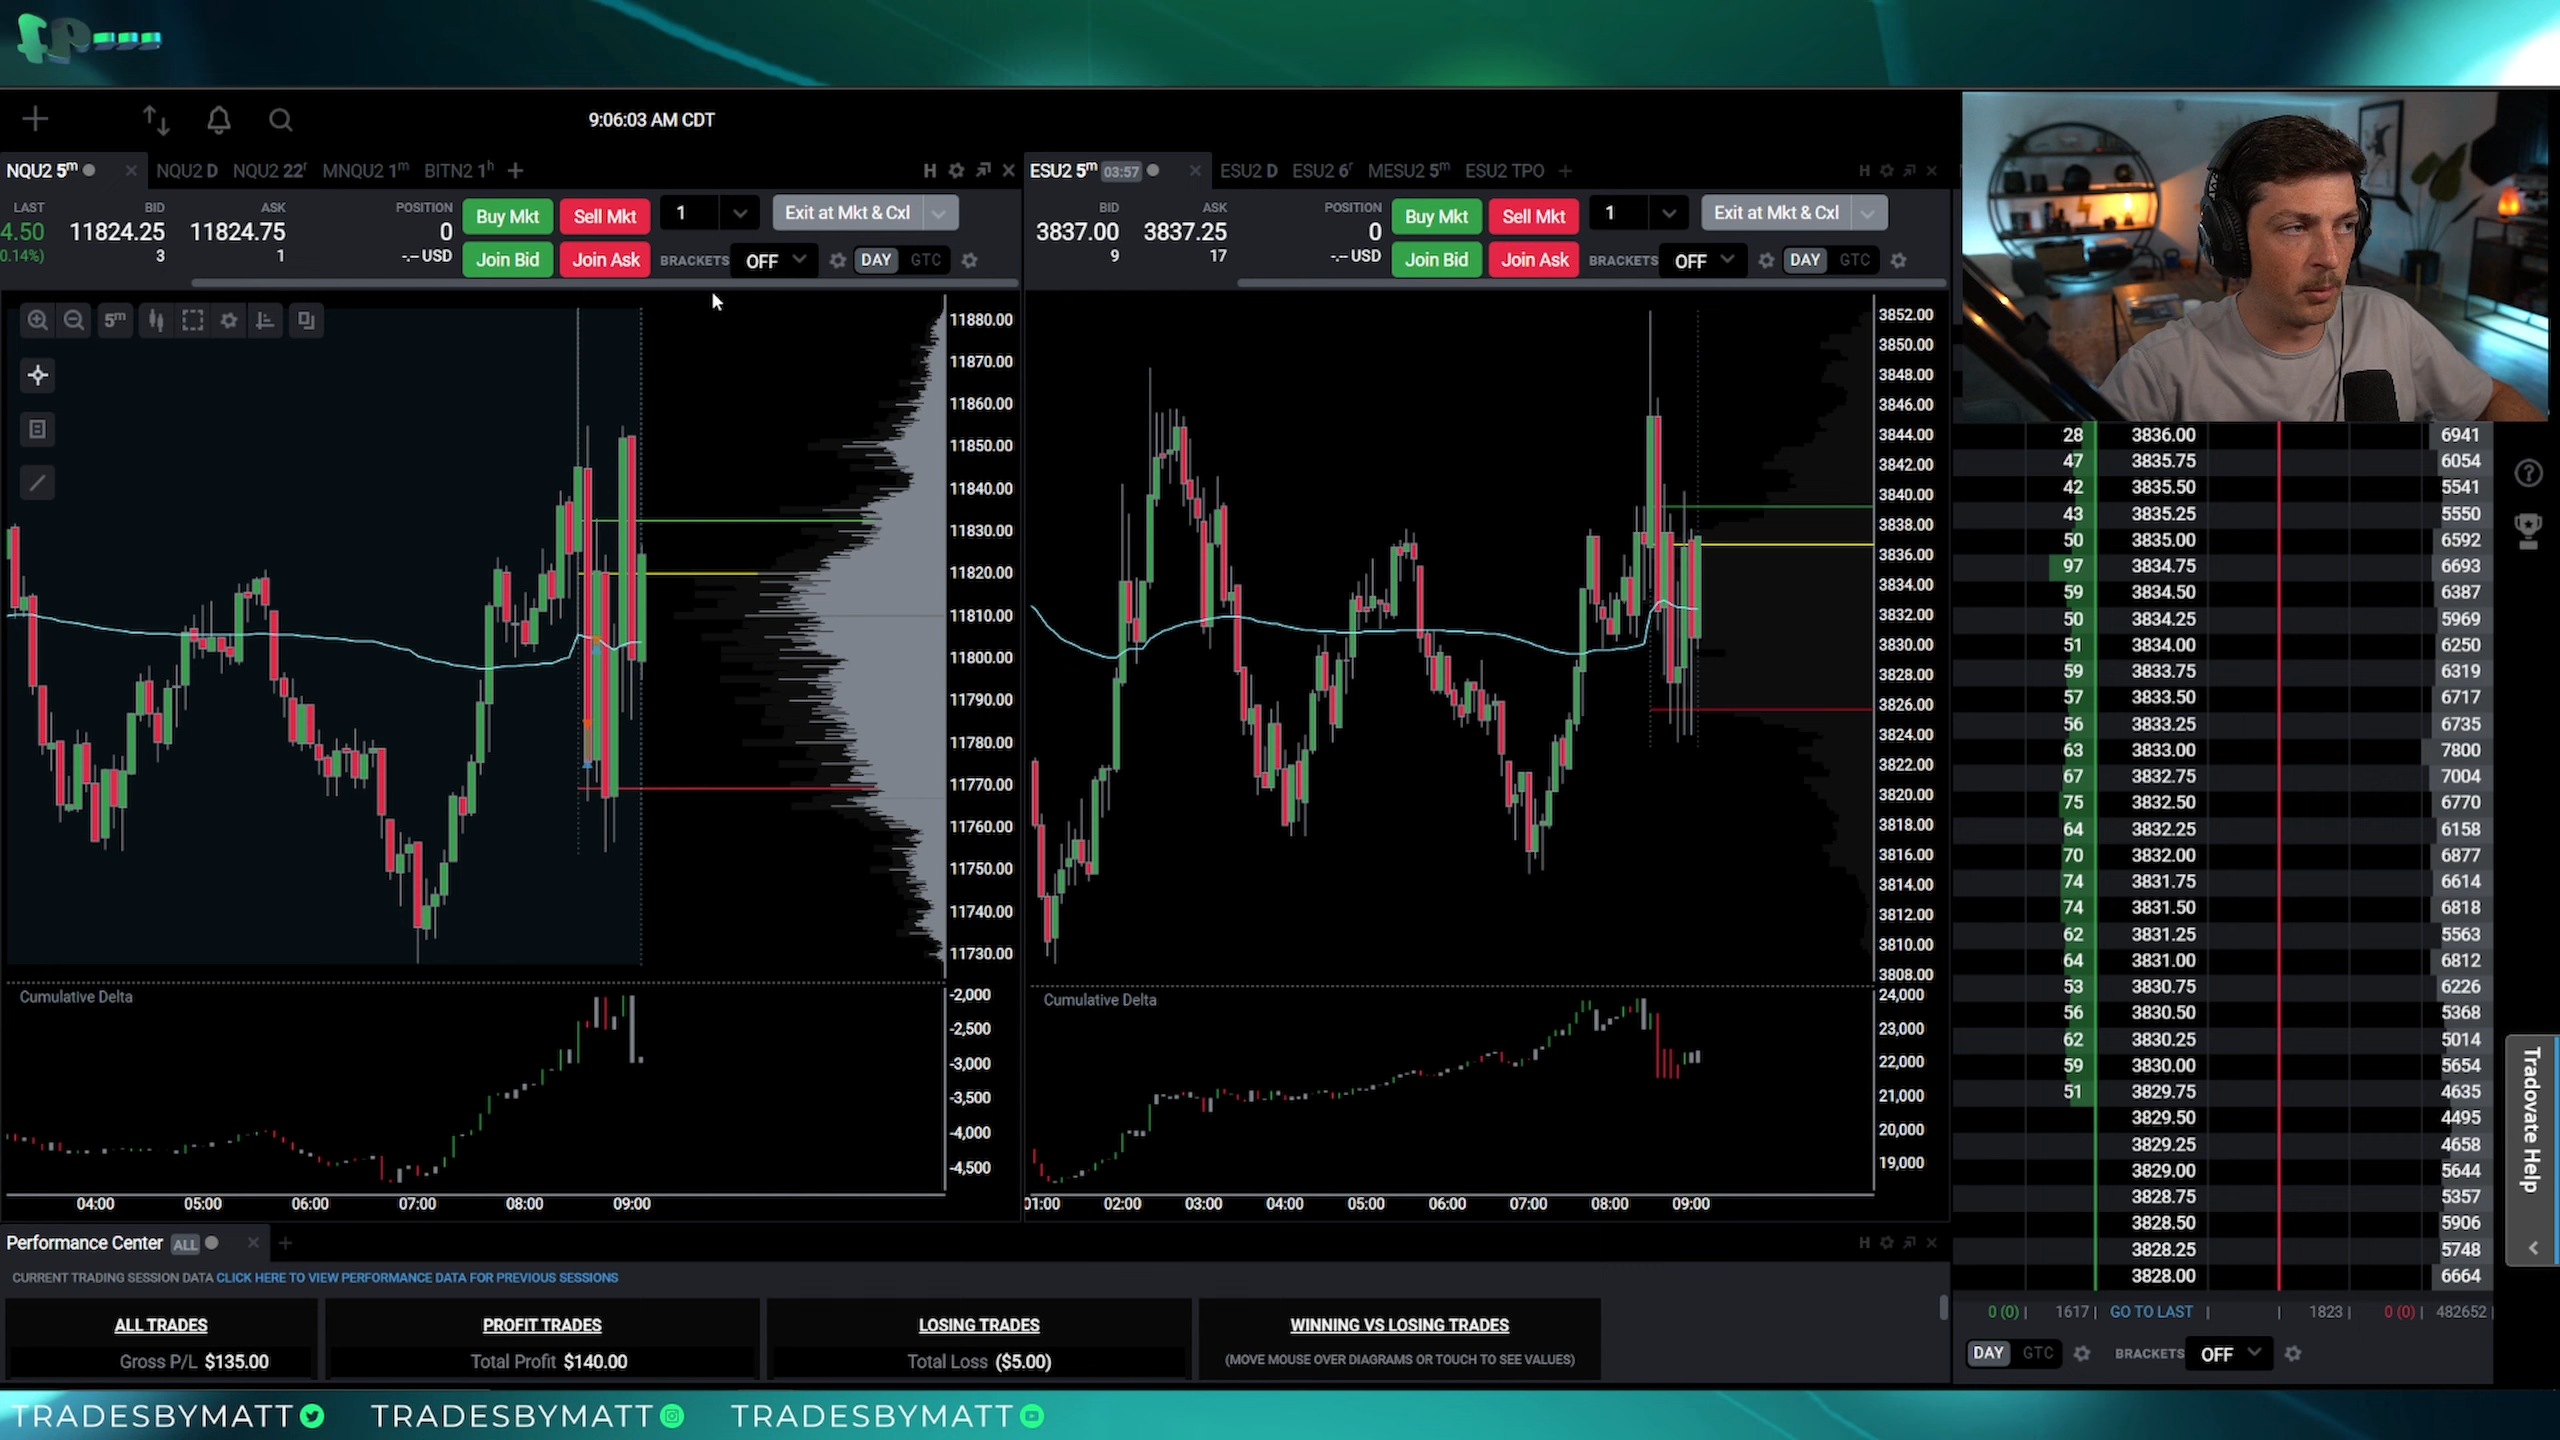 fp
9:06:03 AM CDT
NQU2 5m NQU2 D NQU2 22r MNQU2 1m BITN2 1h
H
LAST BID ASK POSITION
4.50 11824.25 11824.75 0
0.14%) 3 1 -.-- USD
Buy Mkt Sell Mkt 1 Exit at Mkt & Cxl
Join Bid Join Ask BRACKETS OFF DAY GTC
5m
11880.00
11870.00
11860.00
11850.00
11840.00
11830.00
11820.00
11810.00
11800.00
11790.00
11780.00
11770.00
11760.00
11750.00
11740.00
11730.00
Cumulative Delta
-2,000
-2,500
-3,000
-3,500
-4,000
-4,500
04:00 05:00 06:00 07:00 08:00 09:00
ESU2 5m 03:57 ESU2 D ESU2 6r MESU2 5m ESU2 TPO
H
BID ASK POSITION
3837.00 3837.25 0
9 17 -.-- USD
Buy Mkt Sell Mkt 1 Exit at Mkt & Cxl
Join Bid Join Ask BRACKETS OFF DAY GTC
3852.00
3850.00
3848.00
3846.00
3844.00
3842.00
3840.00
3838.00
3836.00
3834.00
3832.00
3830.00
3828.00
3826.00
3824.00
3822.00
3820.00
3818.00
3816.00
3814.00
3812.00
3810.00
3808.00
Cumulative Delta
24,000
23,000
22,000
21,000
20,000
19,000
01:00 02:00 03:00 04:00 05:00 06:00 07:00 08:00 09:00
28 3836.00 6941
47 3835.75 6054
42 3835.50 5541
43 3835.25 5550
50 3835.00 6592
97 3834.75 6693
59 3834.50 6387
50 3834.25 5969
51 3834.00 6250
59 3833.75 6319
57 3833.50 6717
56 3833.25 6735
63 3833.00 7800
67 3832.75 7004
75 3832.50 6770
64 3832.25 6158
70 3832.00 6877
74 3831.75 6614
74 3831.50 6818
62 3831.25 5563
64 3831.00 6812
53 3830.75 6226
56 3830.50 5368
62 3830.25 5014
59 3830.00 5654
51 3829.75 4635
3829.50 4495
3829.25 4658
3829.00 5644
3828.75 5357
3828.50 5906
3828.25 5748
3828.00 6664
0 (0) | 1617 | GO TO LAST | | 1823 | 0 (0) | 482652
DAY GTC BRACKETS OFF
Tradovate Help
Performance Center ALL
H
CURRENT TRADING SESSION DATA CLICK HERE TO VIEW PERFORMANCE DATA FOR PREVIOUS SESSIONS
ALL TRADES PROFIT TRADES LOSING TRADES WINNING VS LOSING TRADES
Gross P/L $135.00 Total Profit $140.00 Total Loss ($5.00) (MOVE MOUSE OVER DIAGRAMS OR TOUCH TO SEE VALUES)
TRADESBYMATT TRADESBYMATT TRADESBYMATT